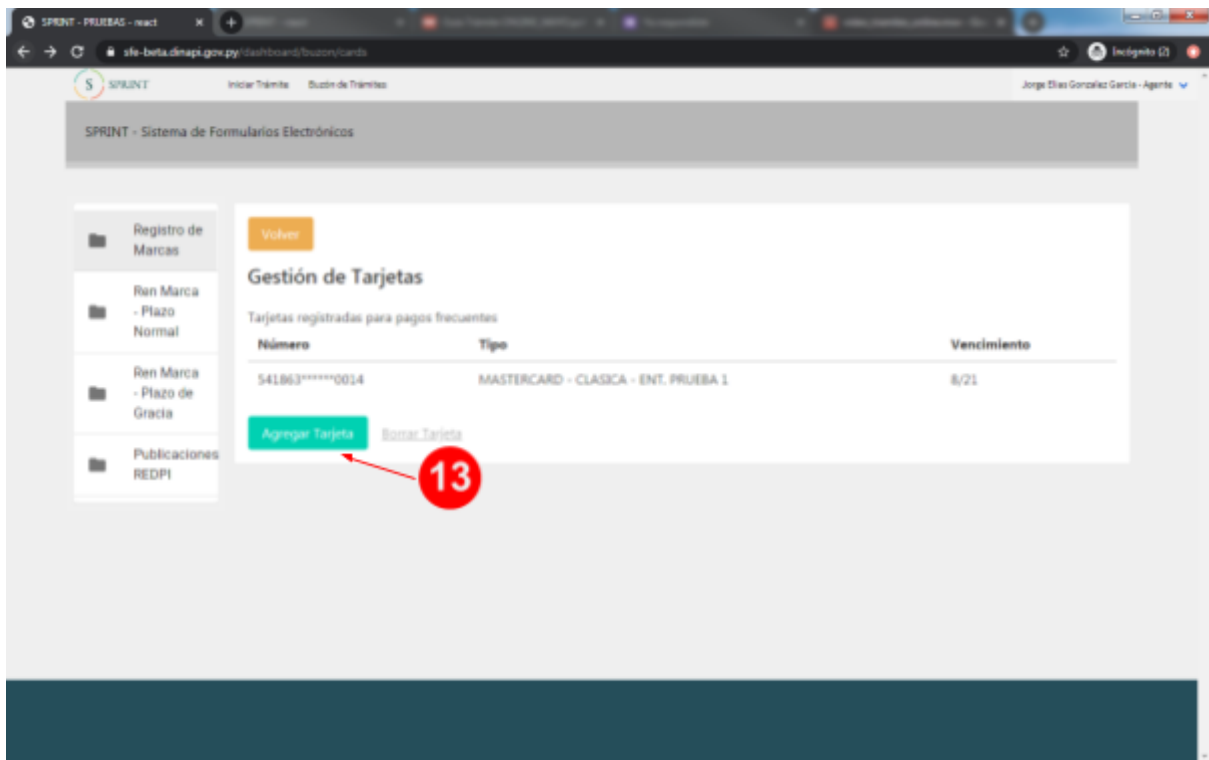 SPRINT - PRUEBAS - react
sfe-beta.dinapi.gov.py/dashboard/buzon/cards
Incógnito (2)
S SPRINT
Iniciar Trámite
Buzón de Trámites
Jorge Elias Gonzalez Garcia - Agente
SPRINT - Sistema de Formularios Electrónicos
Registro de
Marcas
Ren Marca
- Plazo
Normal
Ren Marca
- Plazo de
Gracia
Publicaciones
REDPI
Volver
Gestión de Tarjetas
Tarjetas registradas para pagos frecuentes
Número Tipo Vencimiento
541863******0014 MASTERCARD - CLASICA - ENT. PRUEBA 1 8/21
Agregar Tarjeta Borrar Tarjeta
13